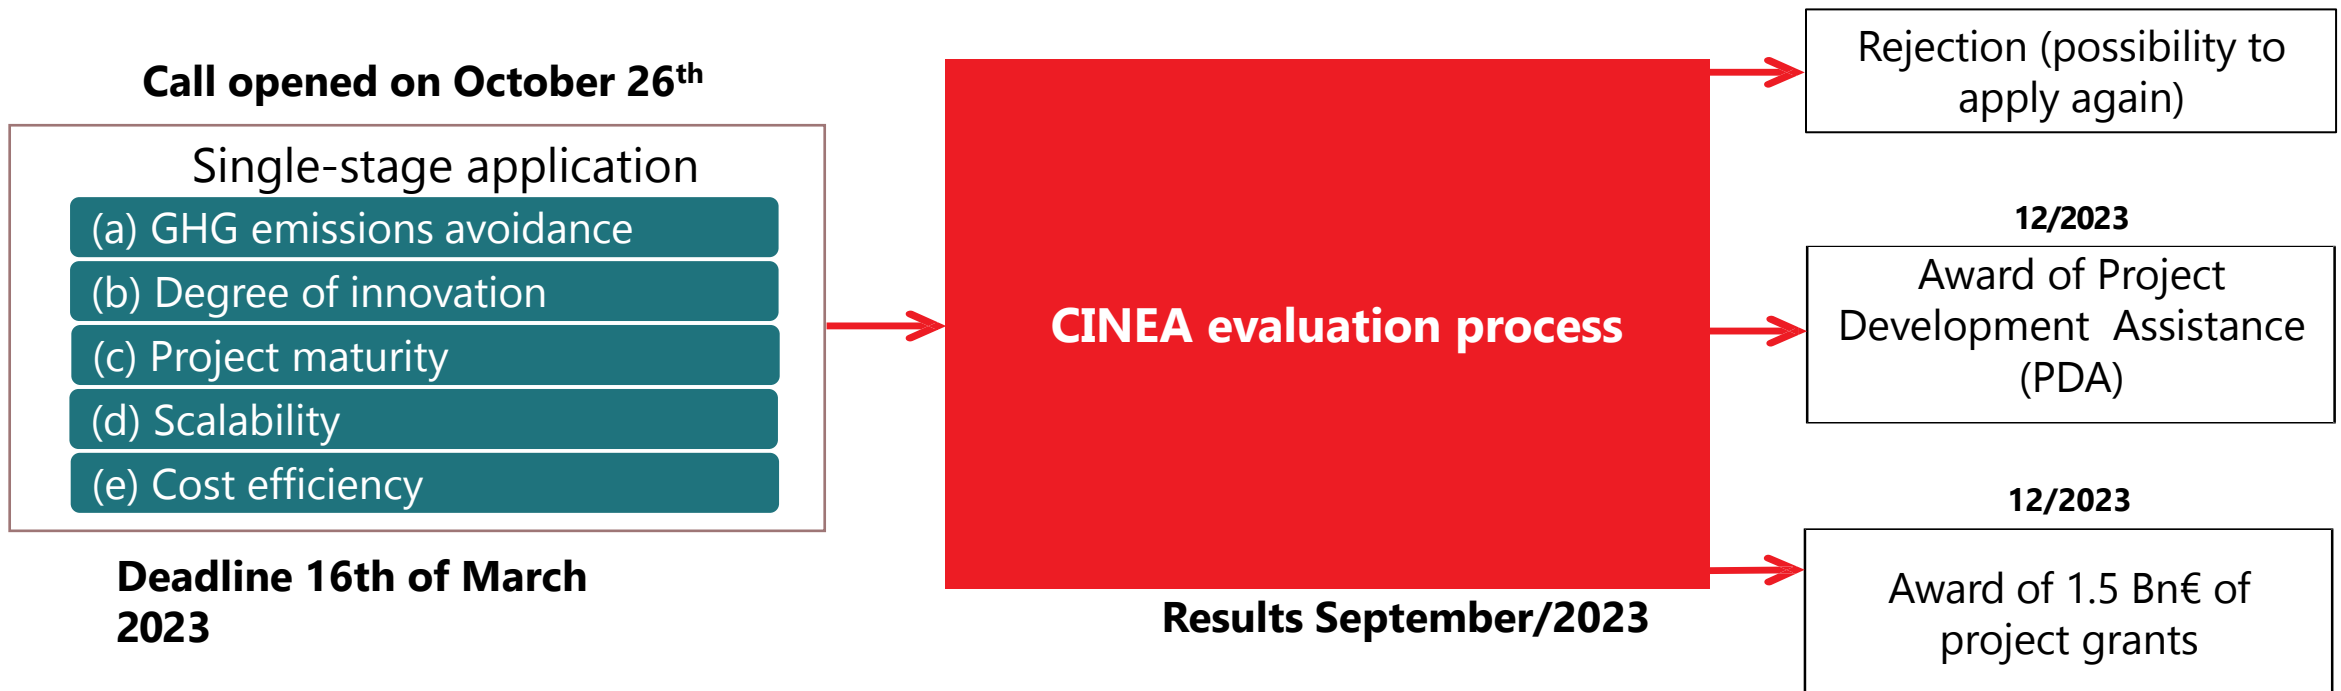 Call opened on October 26th
Single-stage application
(a) GHG emissions avoidance
(b) Degree of innovation
(c) Project maturity
(d) Scalability
(e) Cost efficiency
Deadline 16th of March
2023
CINEA evaluation process
Results September/2023
Rejection (possibility to
apply again)
12/2023
Award of Project
Development Assistance
(PDA)
12/2023
Award of 1.5 Bn€ of
project grants